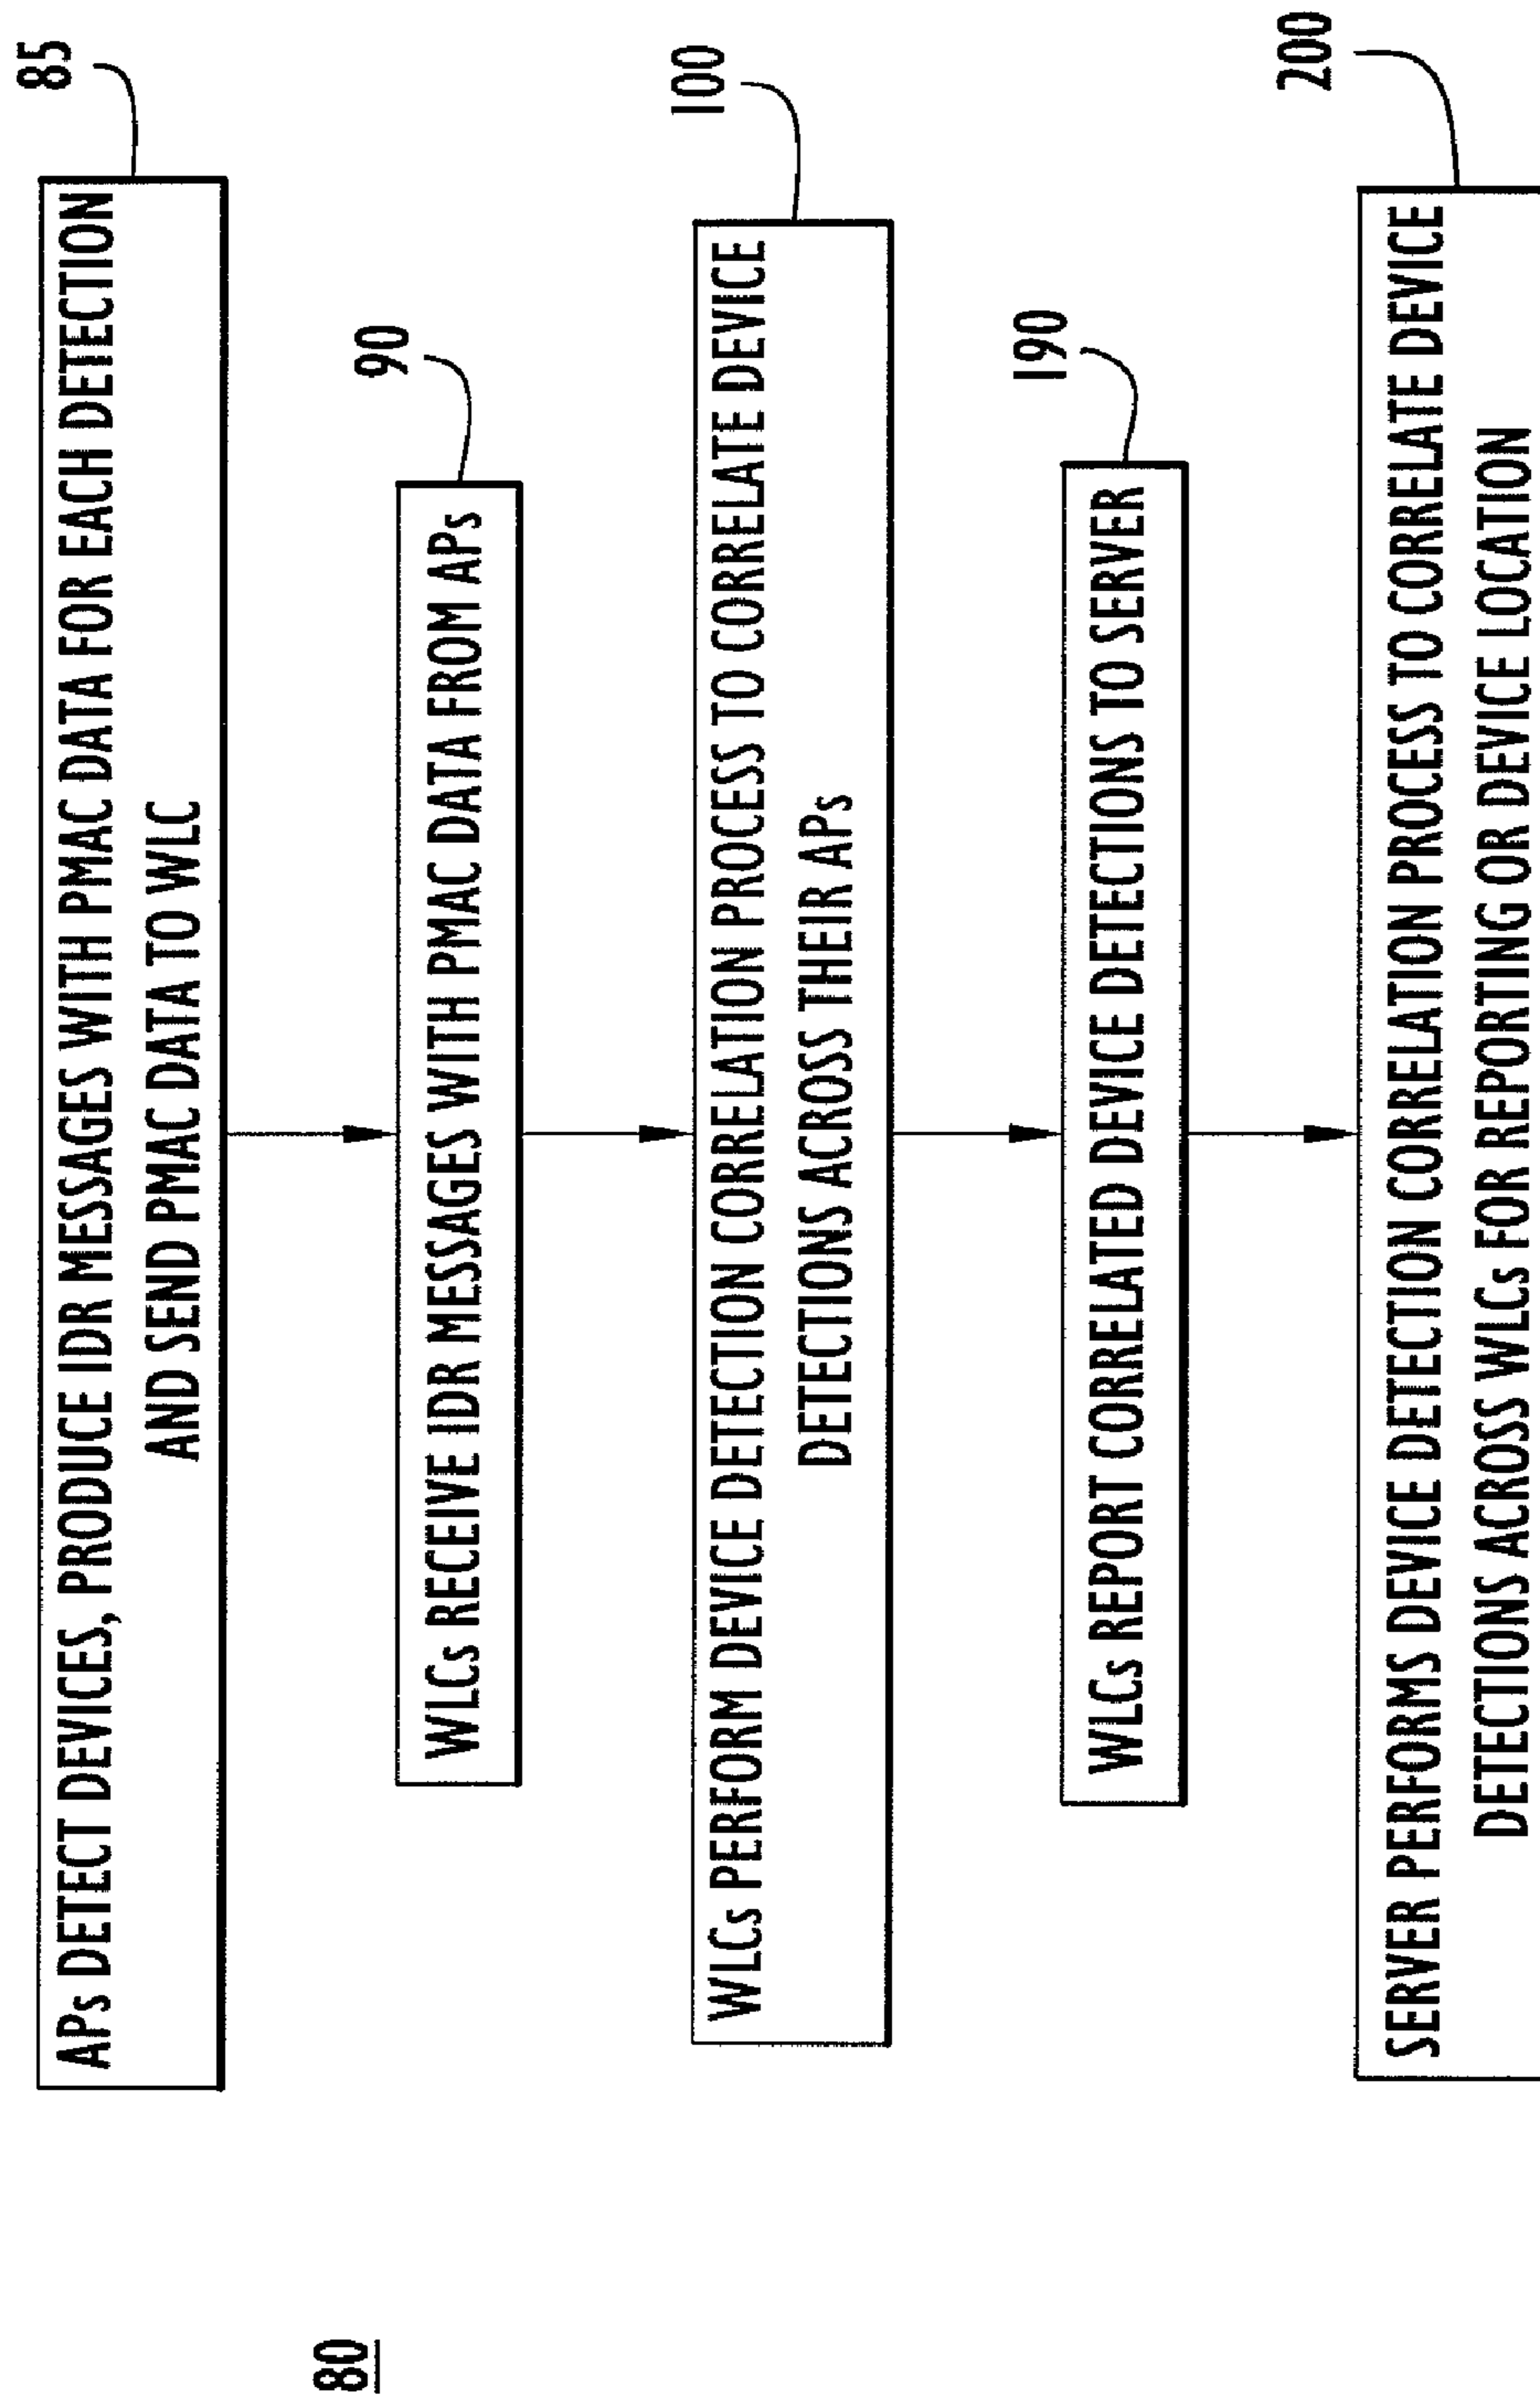 80
85
APs DETECT DEVICES, PRODUCE IDR MESSAGES WITH PMAC DATA FOR EACH DETECTION
AND SEND PMAC DATA TO WLC
90
WLCs RECEIVE IDR MESSAGES WITH PMAC DATA FROM APs
100
WLCs PERFORM DEVICE DETECTION CORRELATION PROCESS TO CORRELATE DEVICE
DETECTIONS ACROSS THEIR APs
190
WLCs REPORT CORRELATED DEVICE DETECTIONS TO SERVER
200
SERVER PERFORMS DEVICE DETECTION CORRELATION PROCESS TO CORRELATE DEVICE
DETECTIONS ACROSS WLCs FOR REPORTING OR DEVICE LOCATION